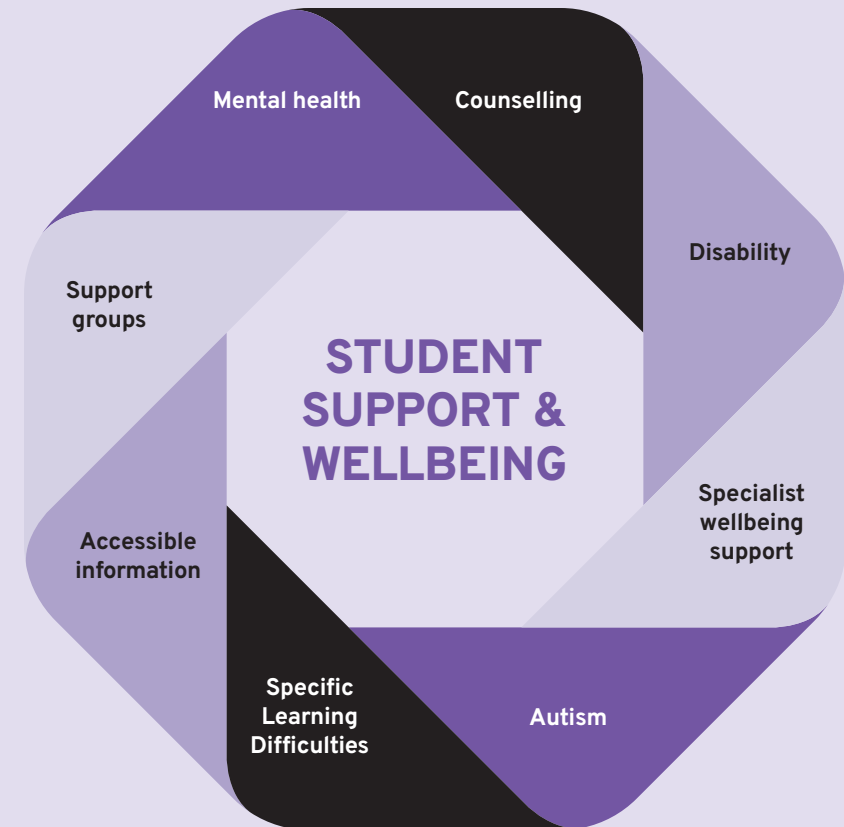 Mental health
Counselling
Disability
Support
groups
STUDENT
SUPPORT &
WELLBEING
Specialist
wellbeing
support
Accessible
information
Specific
Learning
Difficulties
Autism